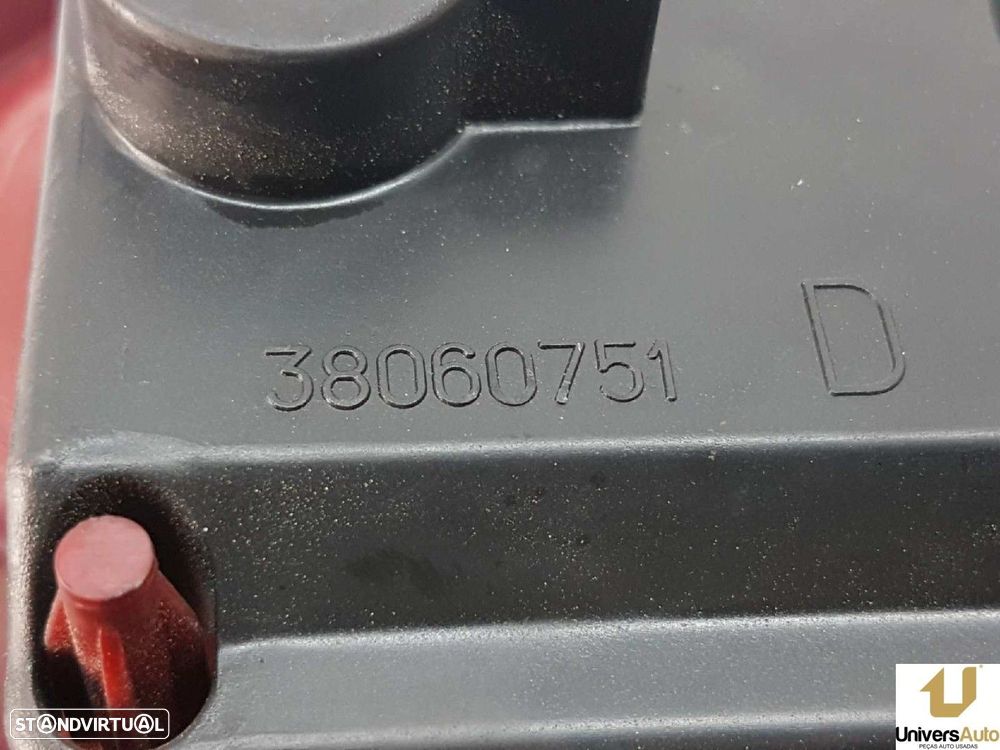 38060751 D
STANDVIRTUAL
UniversAuto
PEÇAS AUTO USADAS